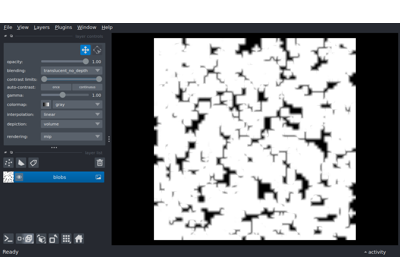 File View Layers Plugins Window Help
opacity: 1.00
blending: translucent_no_depth
contrast limits:
auto-contrast: once continuous
gamma: 1.00
colormap: gray
interpolation: linear
depiction: volume
rendering: mip
blobs
Ready activity